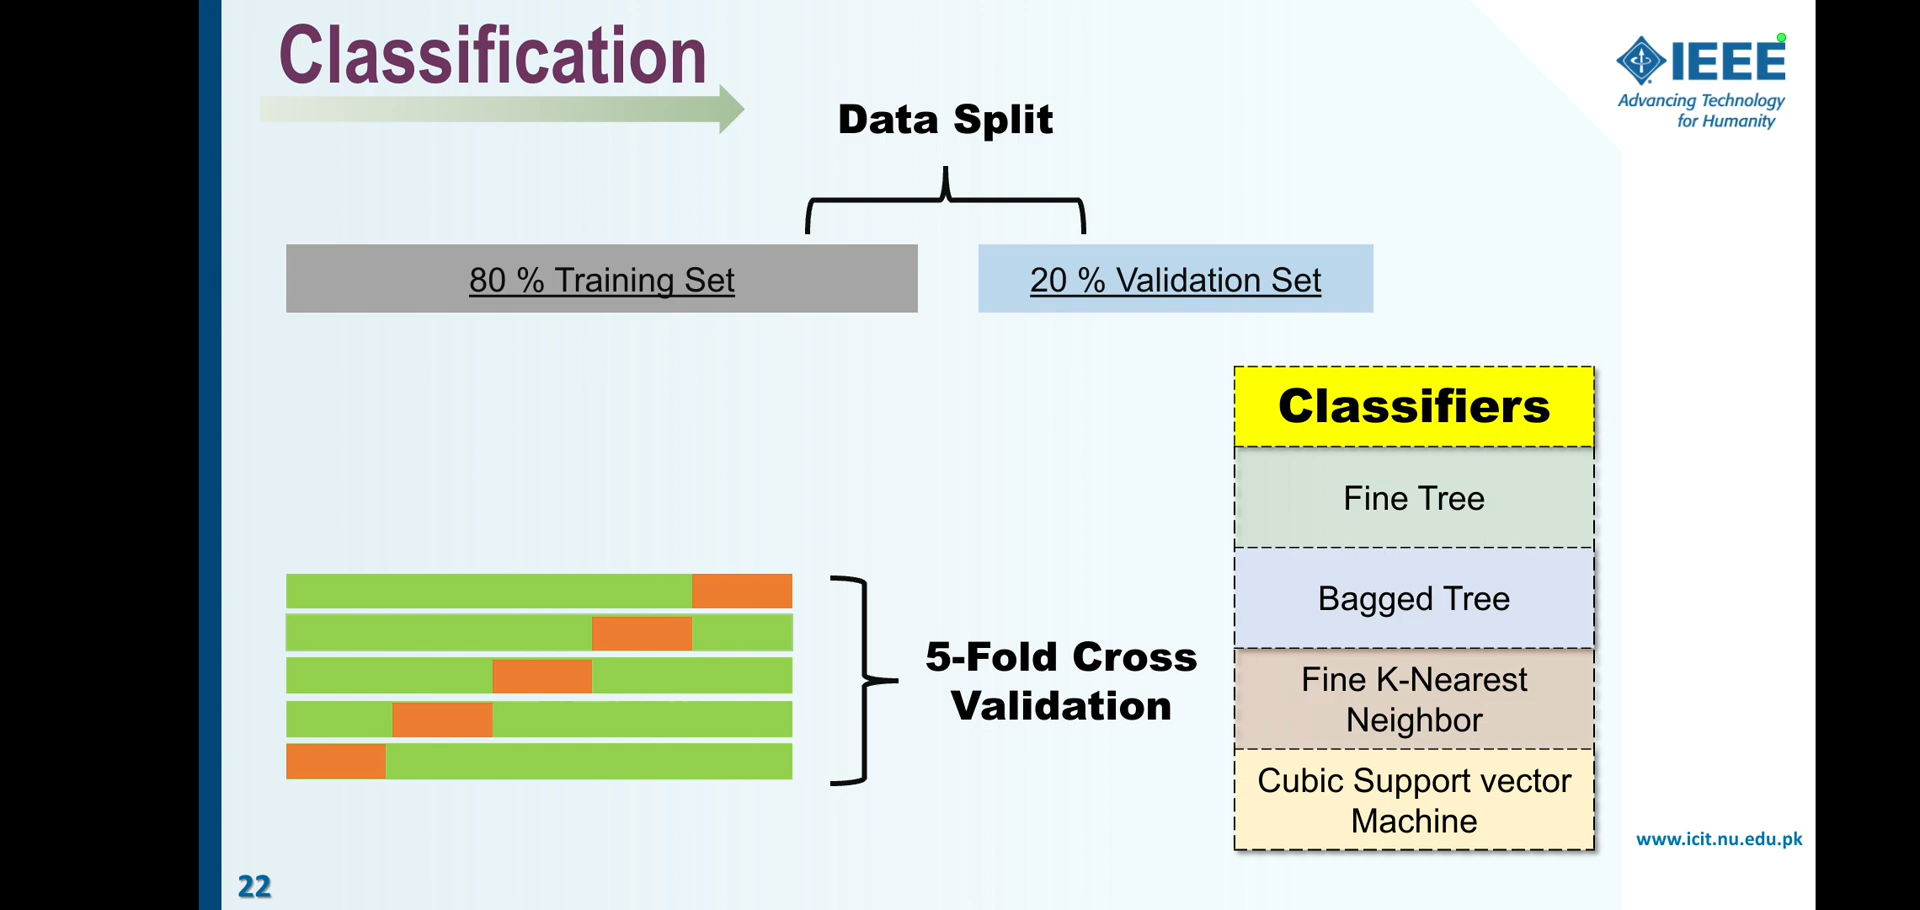 Classification
IEEE
Advancing Technology
for Humanity
Data Split
80 % Training Set
20 % Validation Set
Classifiers
Fine Tree
Bagged Tree
Fine K-Nearest
Neighbor
Cubic Support vector
Machine
5-Fold Cross
Validation
www.icit.nu.edu.pk
22